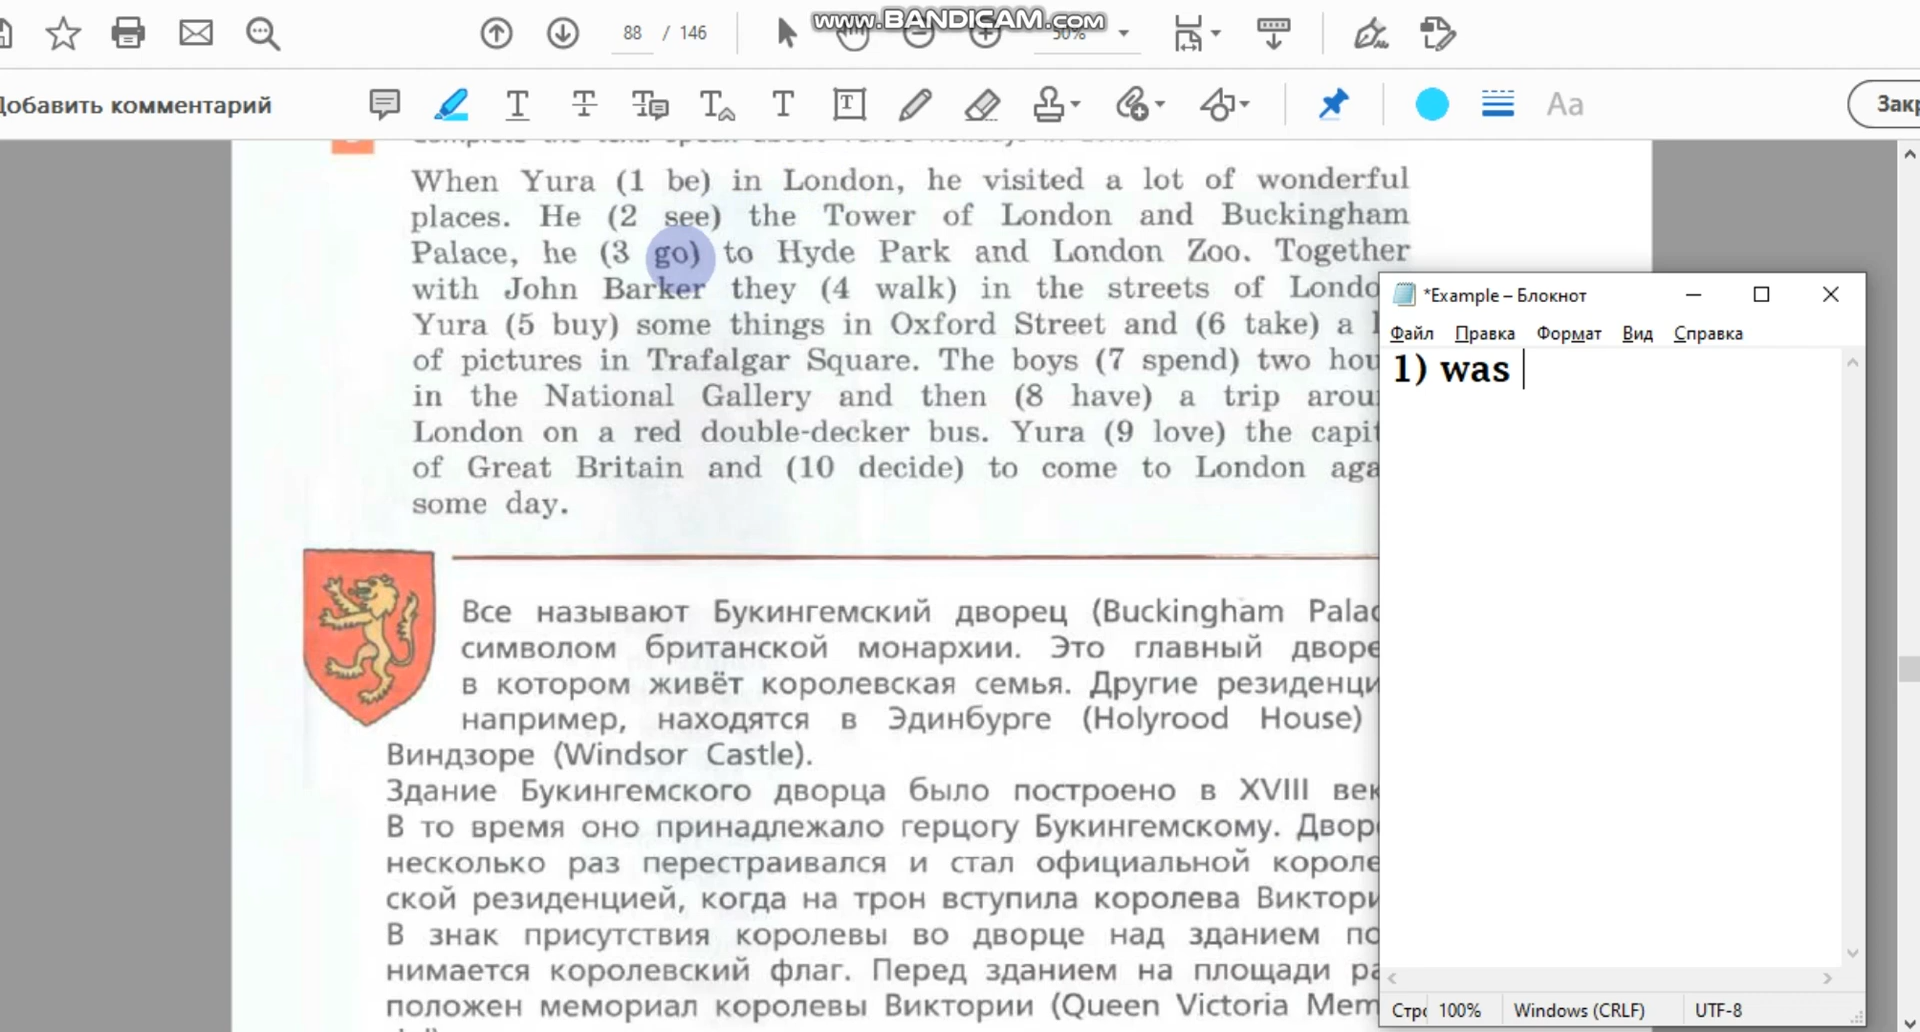 www.BANDICAM.com
88 / 146
50%
Добавить комментарий
Aa
Закр
When Yura (1 be) in London, he visited a lot of wonderful
places. He (2 see) the Tower of London and Buckingham
Palace, he (3 go) to Hyde Park and London Zoo. Together
with John Barker they (4 walk) in the streets of Londo
Yura (5 buy) some things in Oxford Street and (6 take) a l
of pictures in Trafalgar Square. The boys (7 spend) two hou
in the National Gallery and then (8 have) a trip arou
London on a red double-decker bus. Yura (9 love) the capit
of Great Britain and (10 decide) to come to London aga
some day.
Все называют Букингемский дворец (Buckingham Palac
символом британской монархии. Это главный дворе
в котором живёт королевская семья. Другие резиденци
например, находятся в Эдинбурге (Holyrood House)
Виндзоре (Windsor Castle).
Здание Букингемского дворца было построено в XVIII век
В то время оно принадлежало герцогу Букингемскому. Двор
несколько раз перестраивался и стал официальной короле
ской резиденцией, когда на трон вступила королева Виктори
В знак присутствия королевы во дворце над зданием по
нимается королевский флаг. Перед зданием на площади ра
положен мемориал королевы Виктории (Queen Victoria Mem
*Example – Блокнот
Файл Правка Формат Вид Справка
1) was
Стр 100% Windows (CRLF) UTF-8